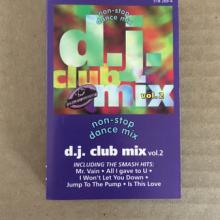 non-stop
dance mix
d.j.
club
mix
vol.2
non-stop
dance mix
d.j. club mix vol.2
INCLUDING THE SMASH HITS:
Mr. Vain • All I gave to U •
I Won't Let You Down •
Jump To The Pump • Is This Love